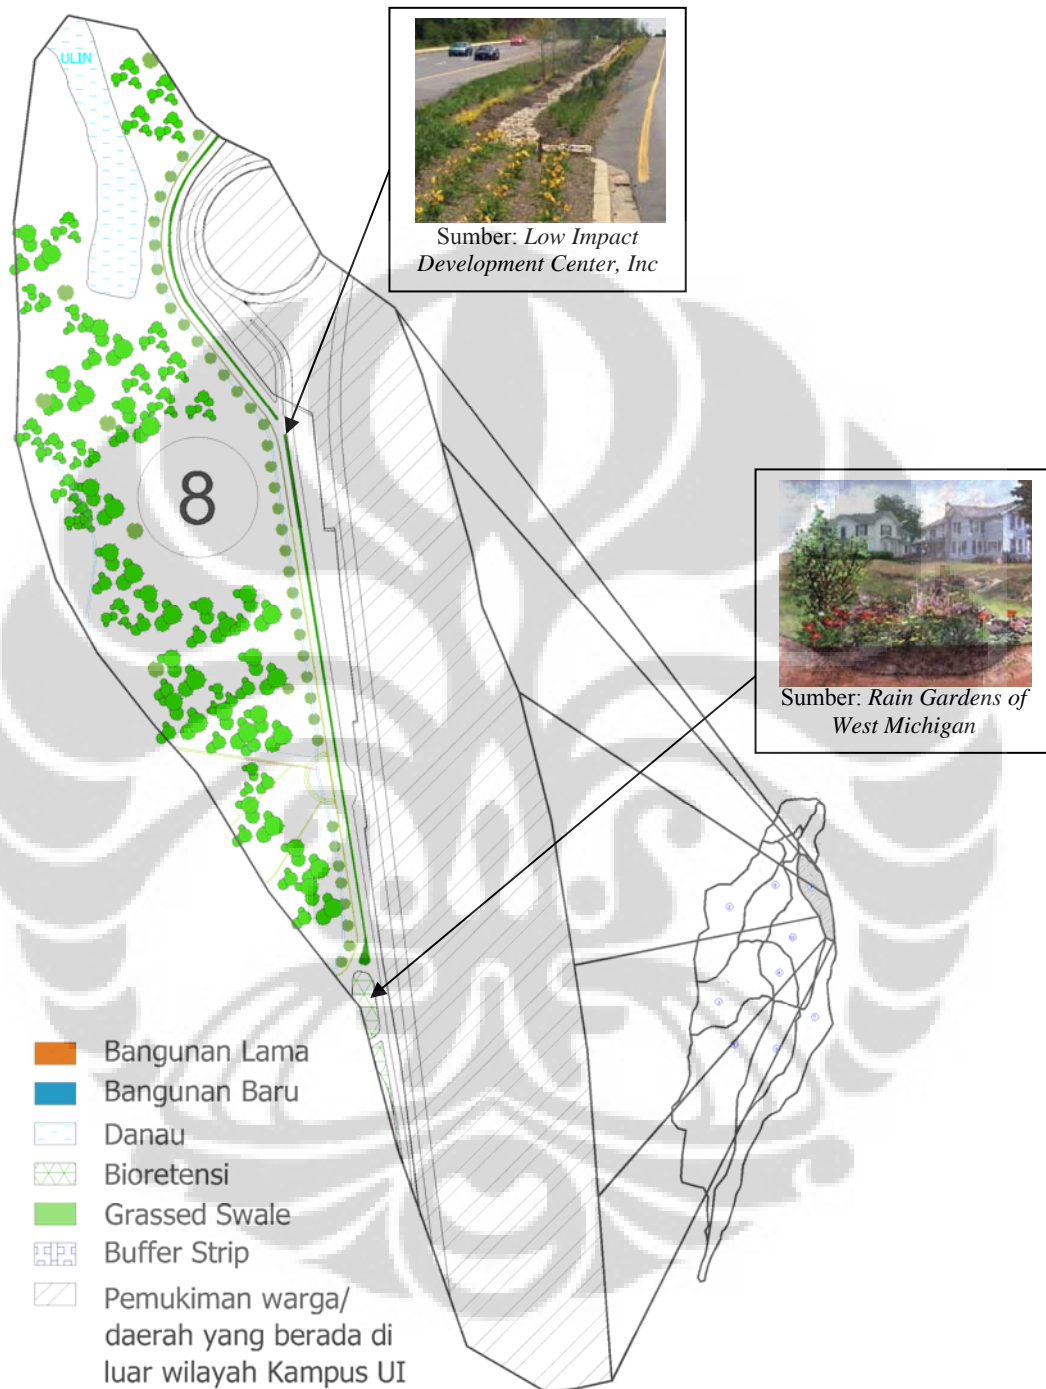 ULIN
Sumber: Low Impact
Development Center, Inc
8
Sumber: Rain Gardens of
West Michigan
Bangunan Lama
Bangunan Baru
Danau
Bioretensi
Grassed Swale
Buffer Strip
Pemukiman warga/
daerah yang berada di
luar wilayah Kampus UI